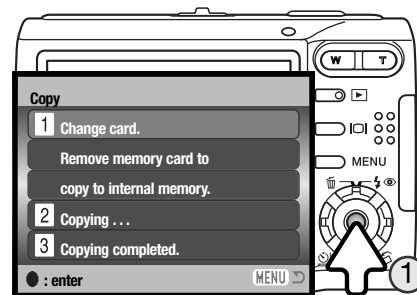 W T
Copy
1 Change card.
Remove memory card to
copy to internal memory.
2 Copying . . .
3 Copying completed.
: enter MENU
MENU
1